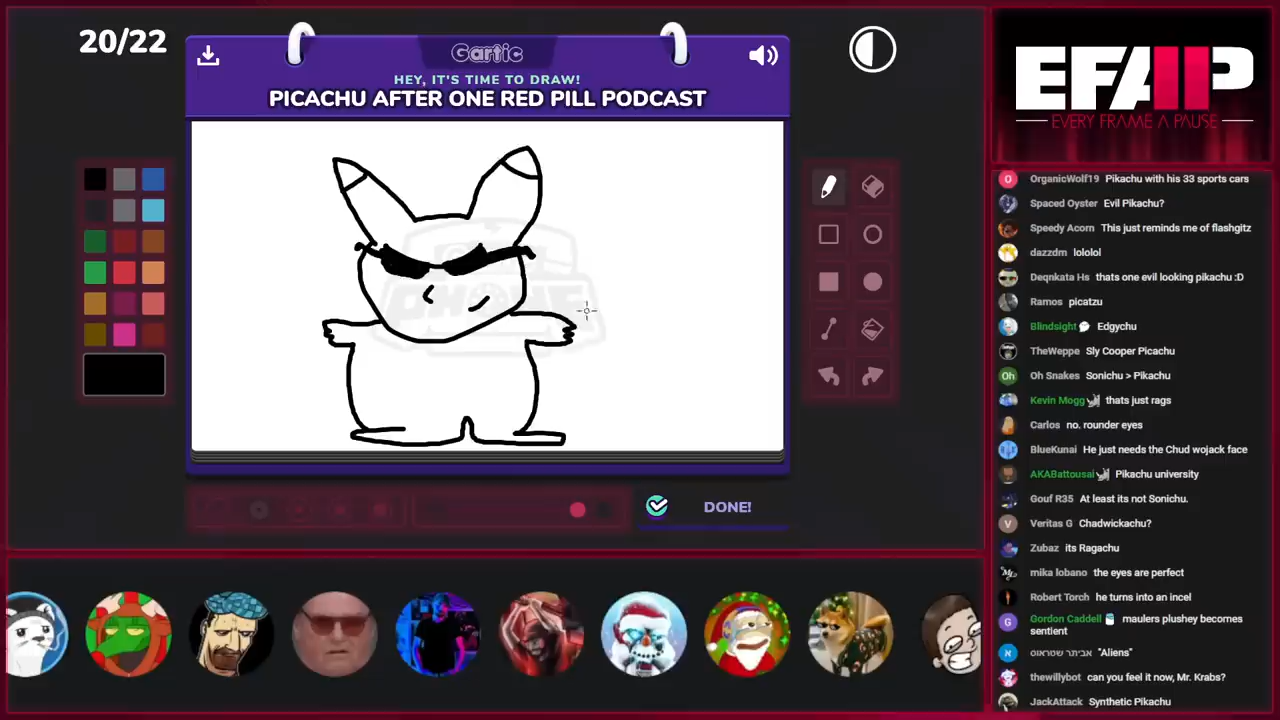 20/22
Gartic
HEY, IT'S TIME TO DRAW!
PICACHU AFTER ONE RED PILL PODCAST
DONE!
EFAP
EVERY FRAME A PAUSE
O OrganicWolf19 Pikachu with his 33 sports cars
Spaced Oyster Evil Pikachu?
Speedy Acorn This just reminds me of flashgitz
dazzdm lololol
Deqnkata Hs thats one evil looking pikachu :D
Ramos picatzu
Blindsight Edgychu
TheWeppe Sly Cooper Picachu
Oh Oh Snakes Sonichu > Pikachu
Kevin Mogg thats just rags
Carlos no. rounder eyes
BlueKunai He just needs the Chud wojack face
AKABattousai Pikachu university
Gouf R35 At least its not Sonichu.
V Veritas G Chadwickachu?
Zubaz its Ragachu
mika lobano the eyes are perfect
Robert Torch he turns into an incel
G Gordon Caddell maulers plushey becomes
sentient
א אביתר שטראוס "Aliens"
thewillybot can you feel it now, Mr. Krabs?
JackAttack Synthetic Pikachu